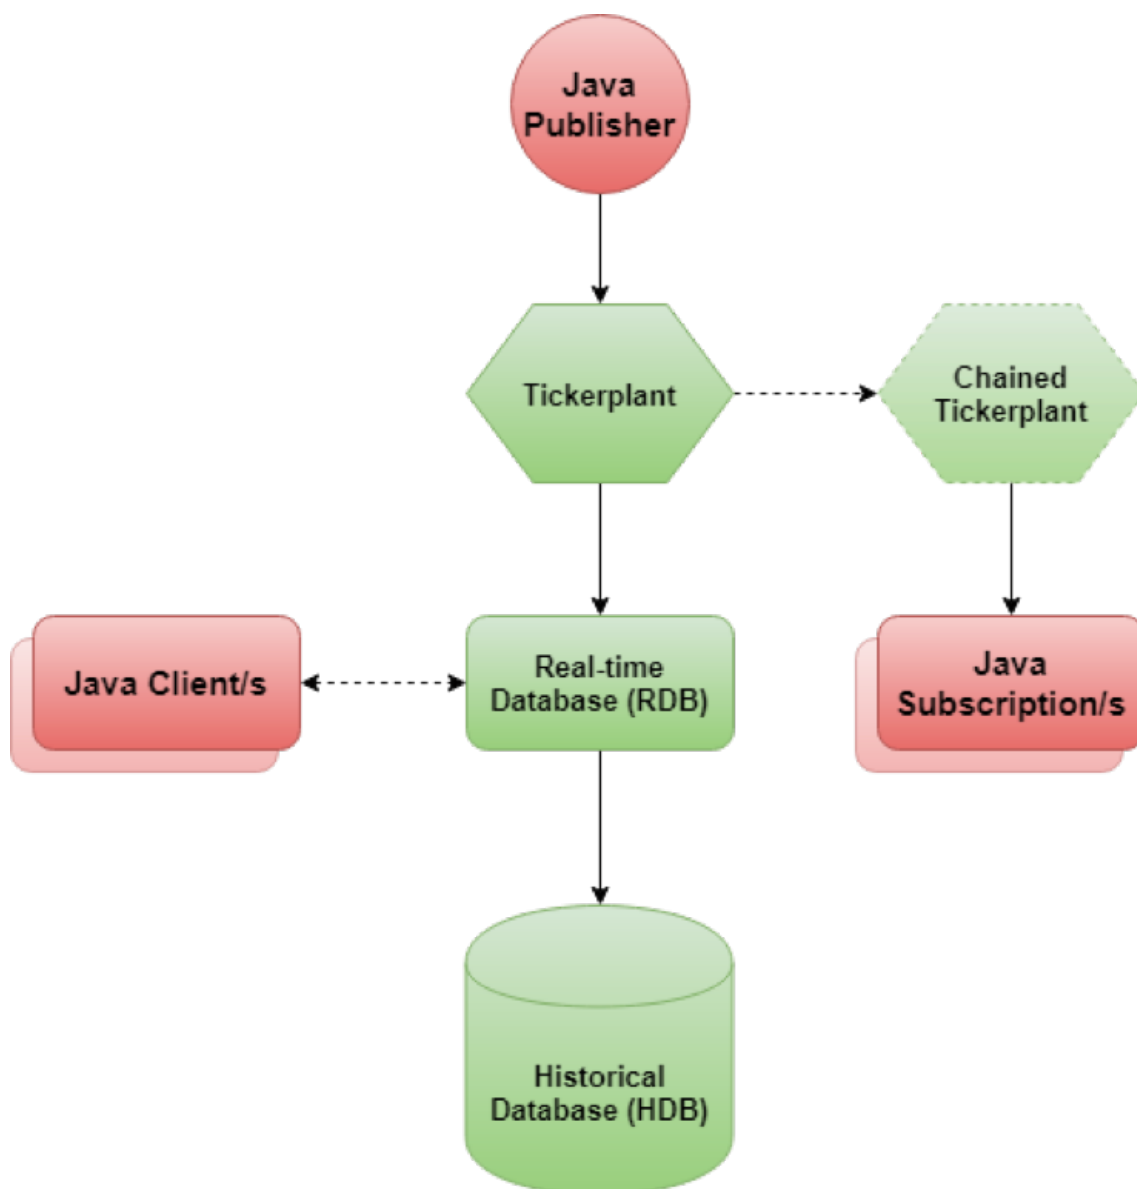 Java
Publisher
Tickerplant
Chained
Tickerplant
Java Client/s
Real-time
Database (RDB)
Java
Subscription/s
Historical
Database (HDB)